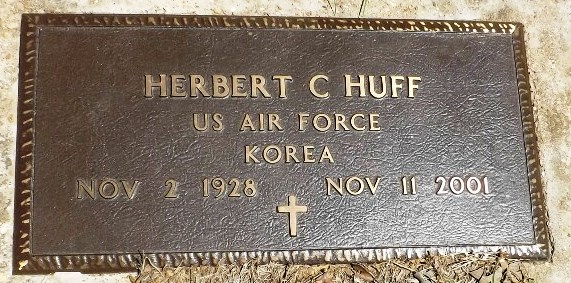 HERBERT C HUFF
US AIR FORCE
KOREA
NOV 2 1928 NOV 11 2001